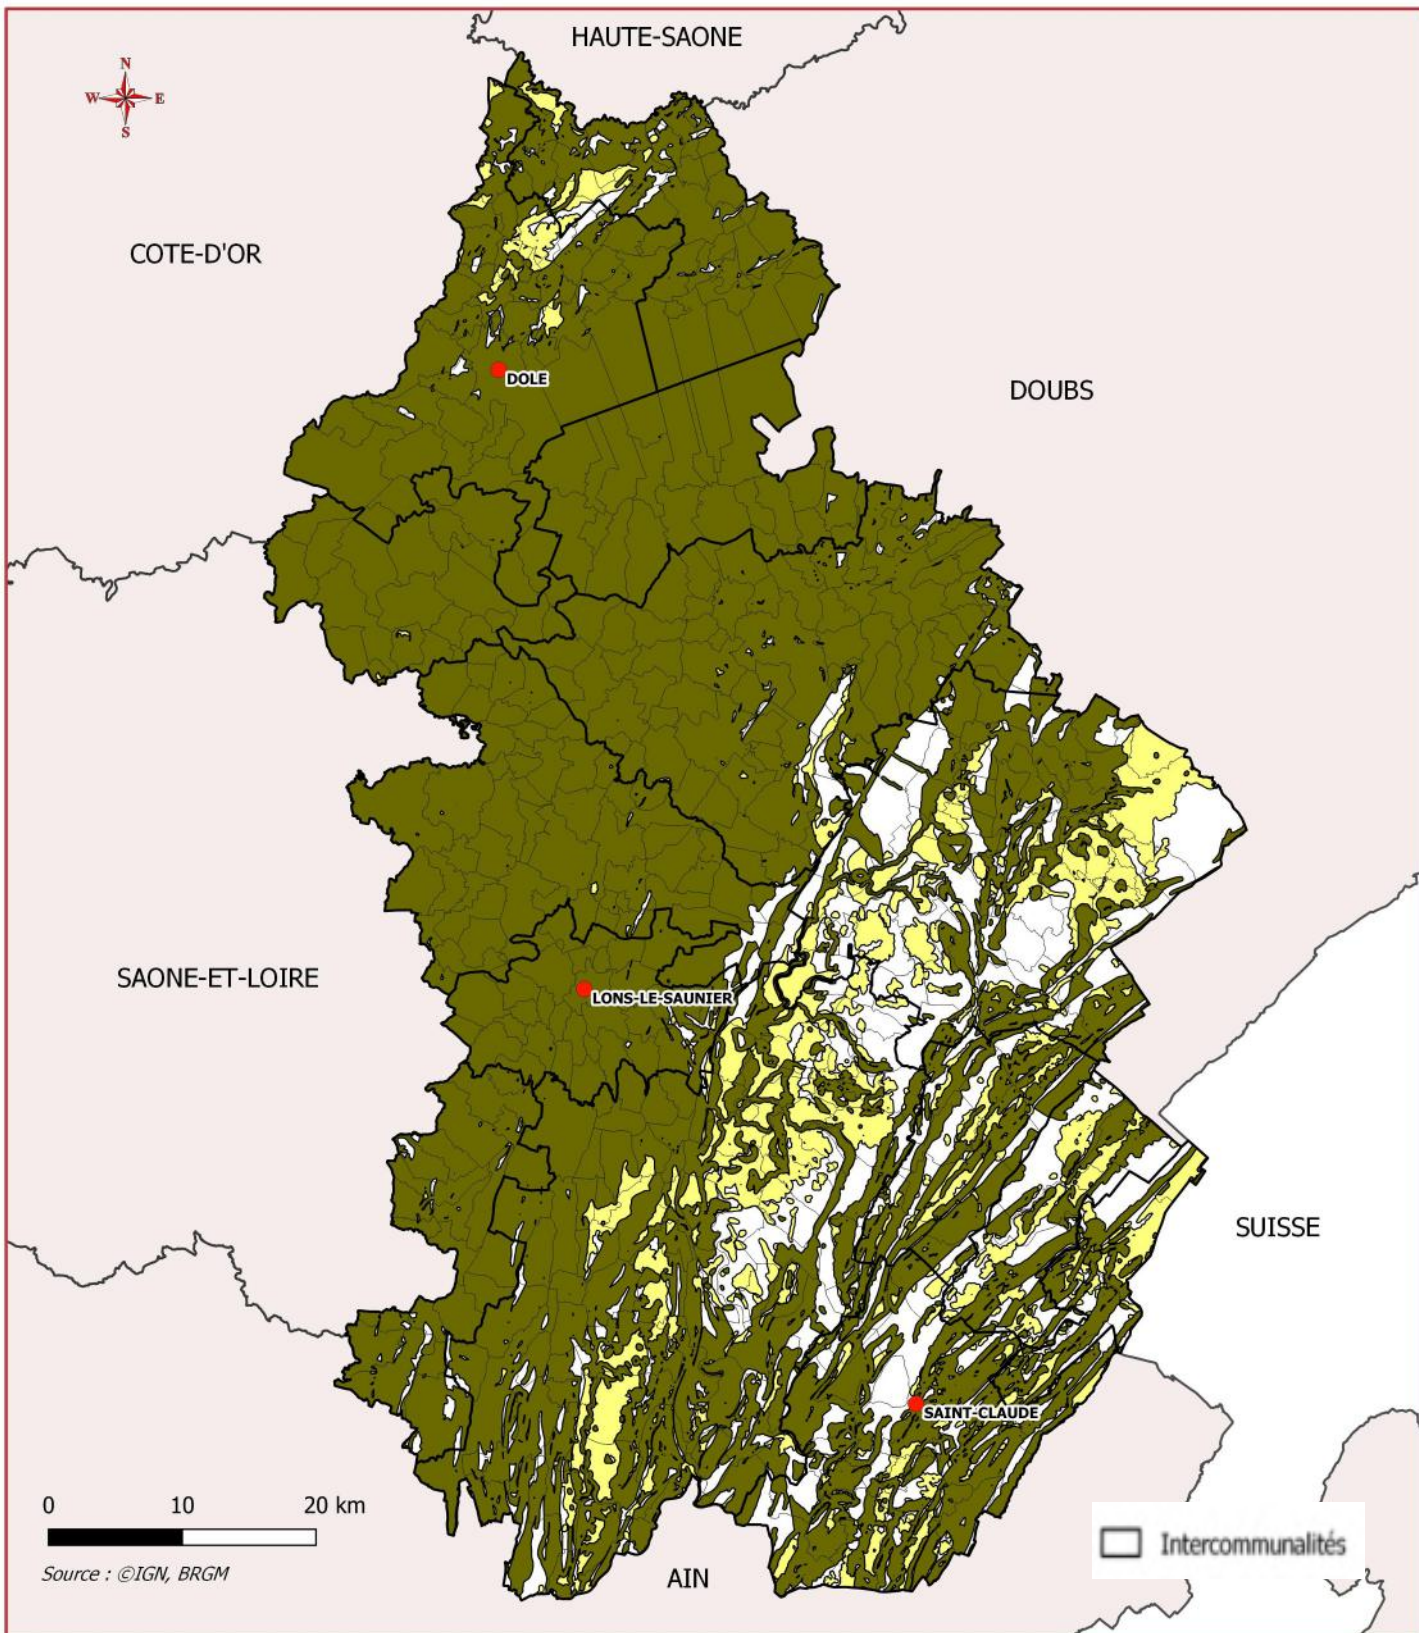 HAUTE-SAONE
N
W E
S
COTE-D'OR
DOLE
DOUBS
SAONE-ET-LOIRE
LONS-LE-SAUNIER
SUISSE
SAINT-CLAUDE
0 10 20 km
Intercommunalités
Source : ©IGN, BRGM
AIN